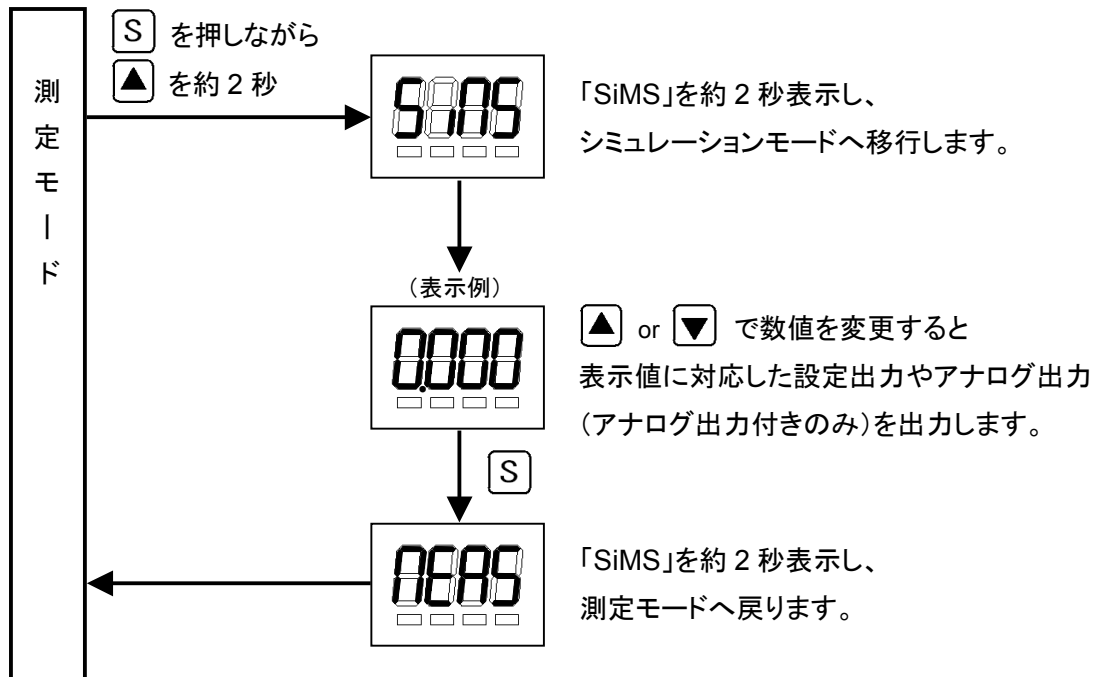 測定モード
S を押しながら
▲ を約 2 秒
SiMS
「SiMS」を約 2 秒表示し、
シミュレーションモードへ移行します。
(表示例)
0.000
▲ or ▼ で数値を変更すると
表示値に対応した設定出力やアナログ出力
(アナログ出力付きのみ)を出力します。
S
MEAS
「SiMS」を約 2 秒表示し、
測定モードへ戻ります。